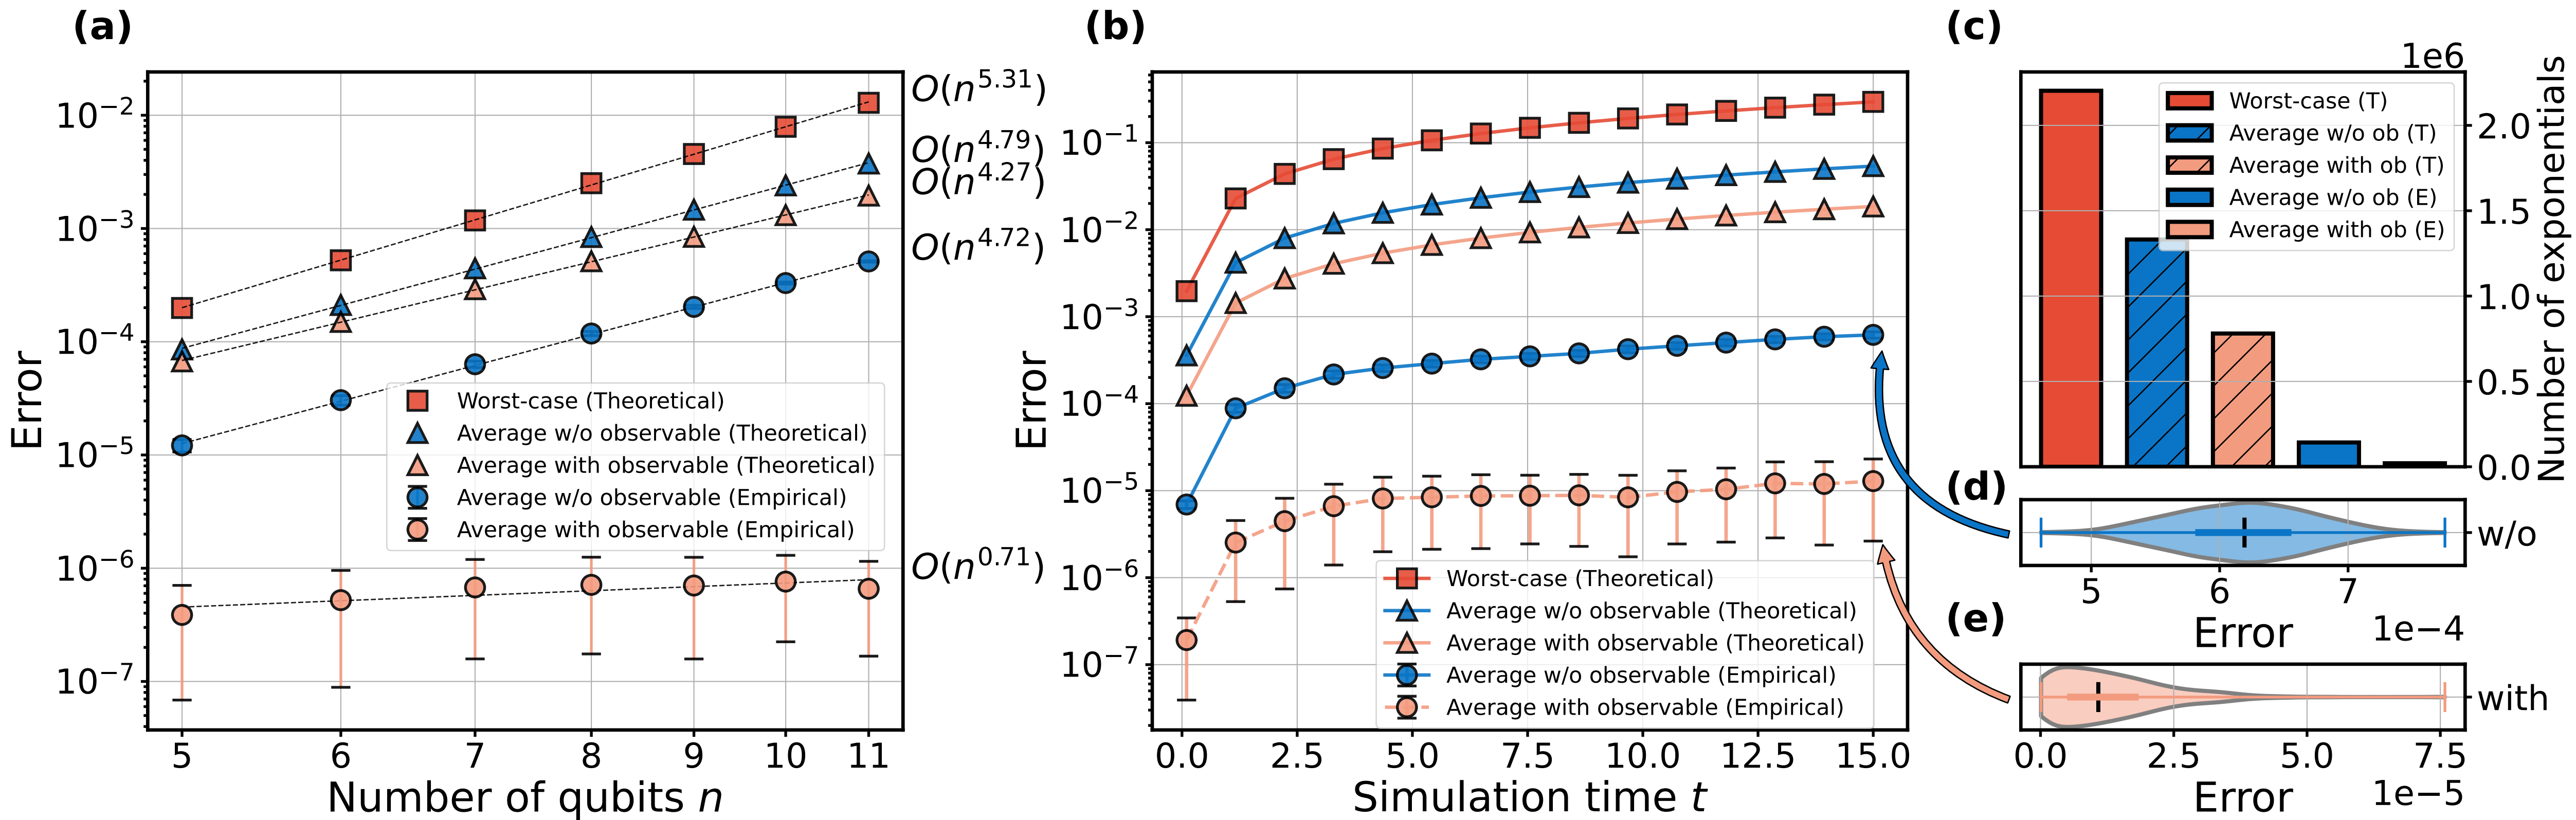 (a)
10⁻²
10⁻³
10⁻⁴
10⁻⁵
10⁻⁶
10⁻⁷
Error
5
6
7
8
9
10
11
Number of qubits n
O(n^5.31)
O(n^4.79)
O(n^4.27)
O(n^4.72)
O(n^0.71)
Worst-case (Theoretical)
Average w/o observable (Theoretical)
Average with observable (Theoretical)
Average w/o observable (Empirical)
Average with observable (Empirical)
(b)
10⁻¹
10⁻²
10⁻³
10⁻⁴
10⁻⁵
10⁻⁶
10⁻⁷
Error
0.0
2.5
5.0
7.5
10.0
12.5
15.0
Simulation time t
Worst-case (Theoretical)
Average w/o observable (Theoretical)
Average with observable (Theoretical)
Average w/o observable (Empirical)
Average with observable (Empirical)
(c)
1e6
Worst-case (T)
Average w/o ob (T)
Average with ob (T)
Average w/o ob (E)
Average with ob (E)
2.0
1.5
1.0
0.5
0.0
Number of exponentials
(d)
w/o
5
6
7
Error
1e−4
(e)
with
0.0
2.5
5.0
7.5
Error
1e−5